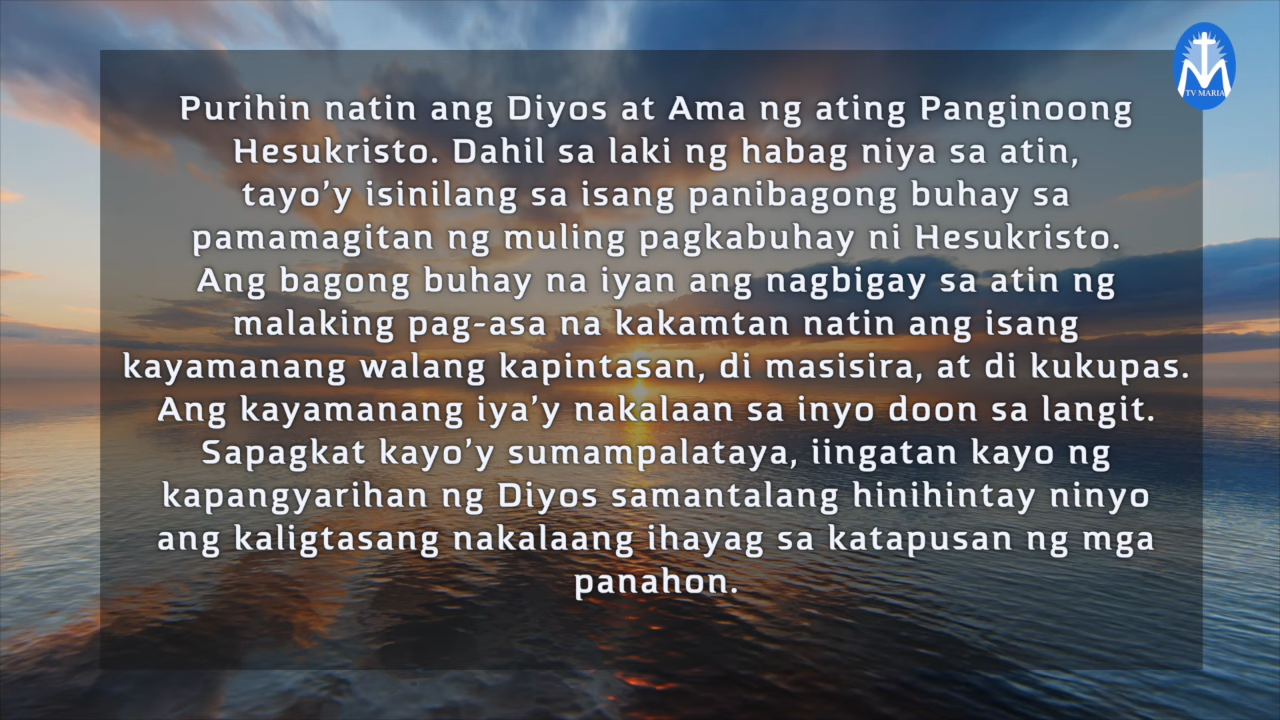 TV MARIA
Purihin natin ang Diyos at Ama ng ating Panginoong
Hesukristo. Dahil sa laki ng habag niya sa atin,
tayo’y isinilang sa isang panibagong buhay sa
pamamagitan ng muling pagkabuhay ni Hesukristo.
Ang bagong buhay na iyan ang nagbigay sa atin ng
malaking pag-asa na kakamtan natin ang isang
kayamanang walang kapintasan, di masisira, at di kukupas.
Ang kayamanang iya’y nakalaan sa inyo doon sa langit.
Sapagkat kayo’y sumampalataya, iingatan kayo ng
kapangyarihan ng Diyos samantalang hinihintay ninyo
ang kaligtasang nakalaang ihayag sa katapusan ng mga
panahon.